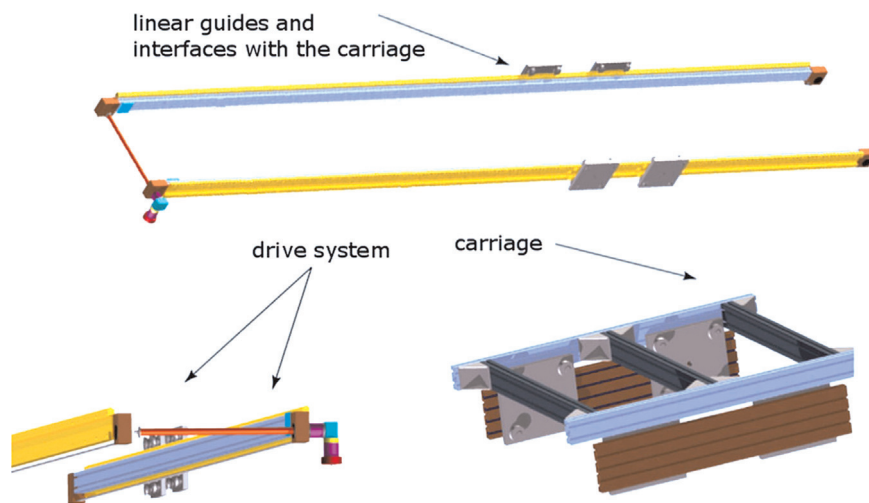 linear guides and
interfaces with the carriage
drive system
carriage